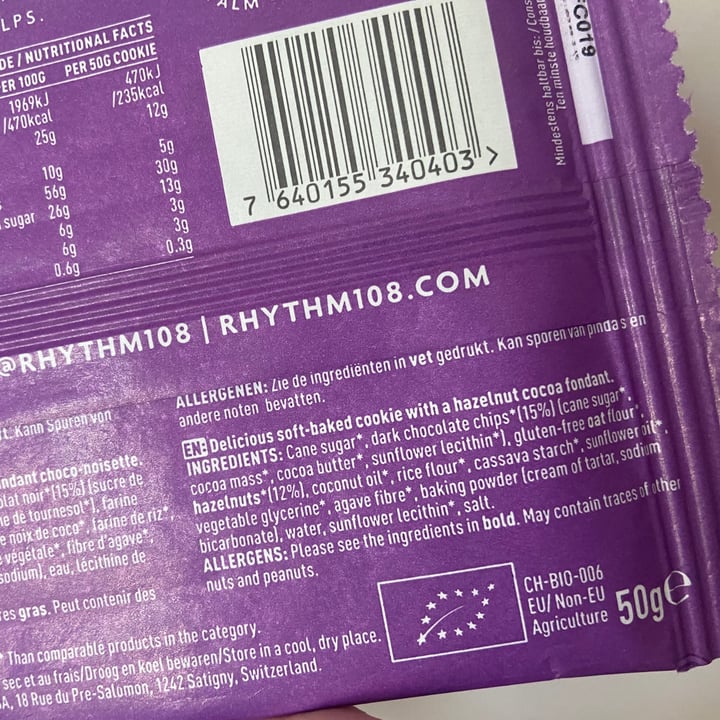 LPS.
ALM
DE / NUTRITIONAL FACTS
ER 100G PER 50G COOKIE
1969kJ 470kJ
/470kcal /235kcal
25g 12g
10g 5g
56g 30g
sugar 26g 13g
6g 3g
6g 3g
0.6g 0.3g
7 640155 340403 >
Mindestens haltbar bis: / Cons
Ten minste houdbaar
C019
@RHYTHM108 | RHYTHM108.COM
ALLERGENEN: Zie de ingrediënten in vet gedrukt. Kan sporen van pinda's en
andere noten bevatten.
EN: Delicious soft-baked cookie with a hazelnut cocoa fondant.
INGREDIENTS: Cane sugar*, dark chocolate chips*(15%) (cane sugar*,
cocoa mass*, cocoa butter*, sunflower lecithin*), gluten-free oat flour*,
hazelnuts*(12%), coconut oil*, rice flour*, cassava starch*, sunflower oil*,
vegetable glycerine*, agave fibre*, baking powder (cream of tartar, sodium
bicarbonate), water, sunflower lecithin*, salt.
ALLERGENS: Please see the ingredients in bold. May contain traces of other
nuts and peanuts.
t. Kann Spuren von
ndant choco-noisette.
lat noir*(15%) (sucre de
e de tournesol*), farine
e noix de coco*, farine de riz*,
végétale*, fibre d'agave*,
sodium), eau, lécithine de
res gras. Peut contenir des
* Than comparable products in the category.
sec et au frais/Droog en koel bewaren/Store in a cool, dry place.
A, 18 Rue du Pre-Salomon, 1242 Satigny, Switzerland.
CH-BIO-006
EU/ Non-EU
Agriculture
50g℮